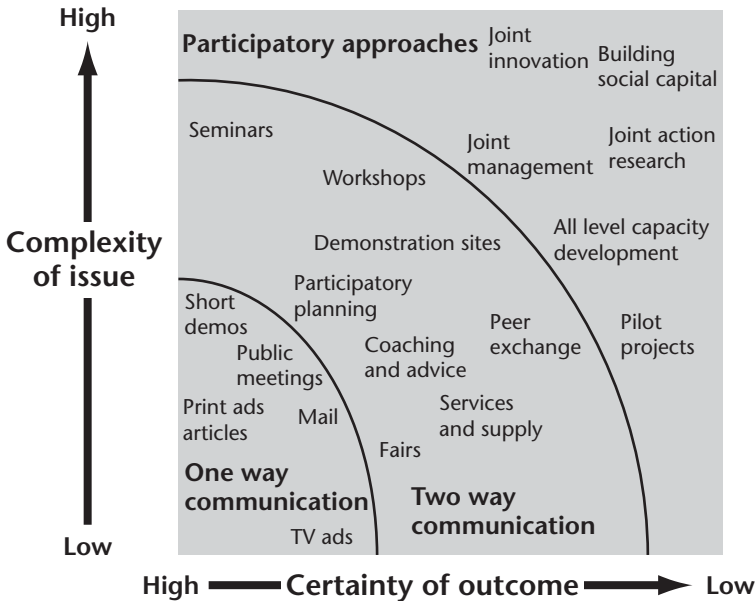 High
Participatory approaches
Joint
innovation
Building
social capital
Seminars
Joint
management
Joint action
research
Workshops
Complexity
of issue
Demonstration sites
All level capacity
development
Participatory
planning
Short
demos
Peer
exchange
Pilot
projects
Public
meetings
Coaching
and advice
Print ads
articles
Mail
Services
and supply
Fairs
One way
communication
Two way
communication
TV ads
Low
High
Certainty of outcome
Low